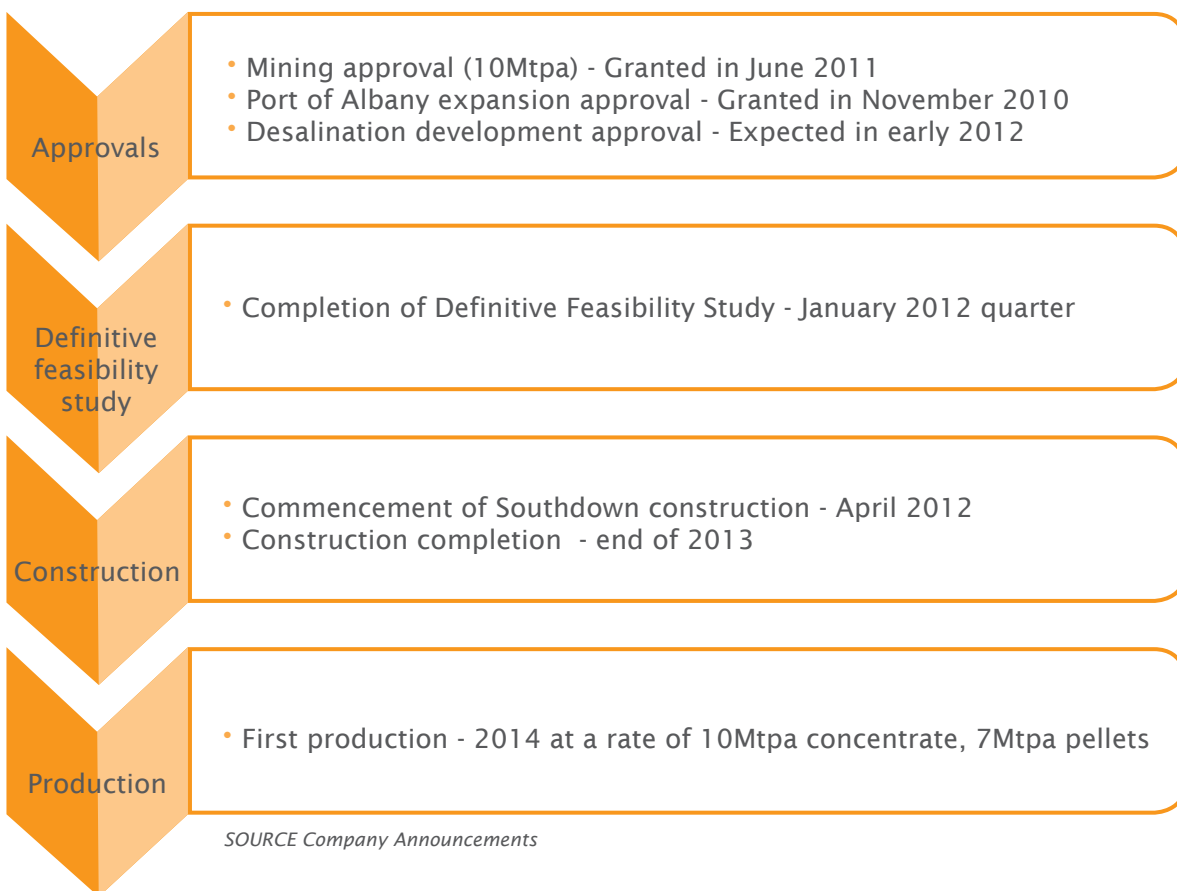 Approvals
• Mining approval (10Mtpa) - Granted in June 2011
• Port of Albany expansion approval - Granted in November 2010
• Desalination development approval - Expected in early 2012
Definitive
feasibility
study
• Completion of Definitive Feasibility Study - January 2012 quarter
Construction
• Commencement of Southdown construction - April 2012
• Construction completion  - end of 2013
Production
• First production - 2014 at a rate of 10Mtpa concentrate, 7Mtpa pellets
SOURCE Company Announcements